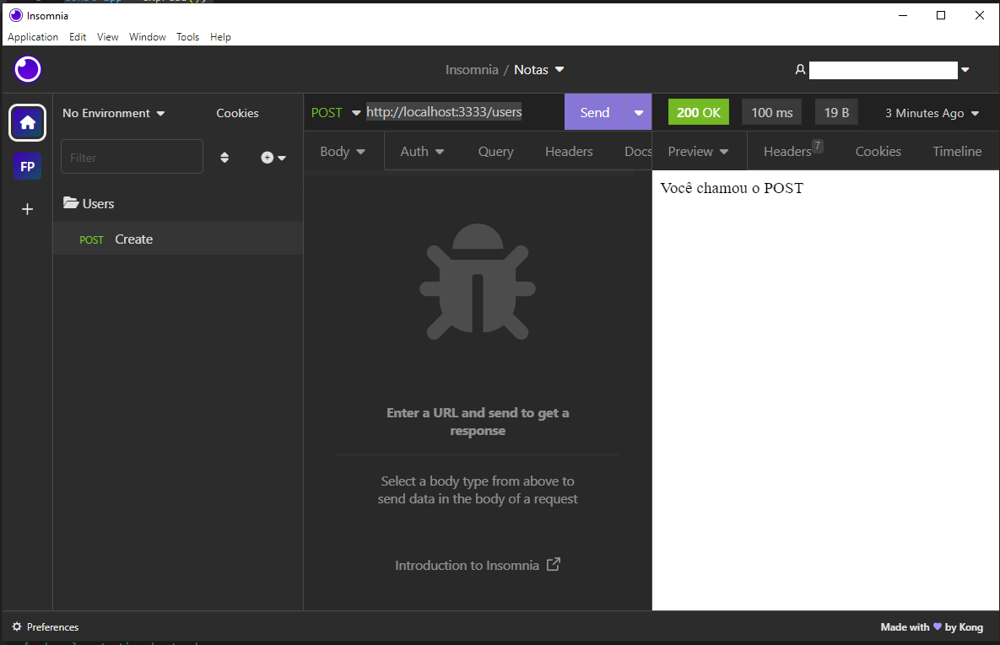 Insomnia
Application Edit View Window Tools Help
Insomnia / Notas
No Environment Cookies
POST http://localhost:3333/users Send 200 OK 100 ms 19 B 3 Minutes Ago
Filter
Body Auth Query Headers Docs Preview Headers 7 Cookies Timeline
FP
Users
POST Create
Você chamou o POST
Enter a URL and send to get a
response
Select a body type from above to
send data in the body of a request
Introduction to Insomnia
Preferences
Made with 💜 by Kong